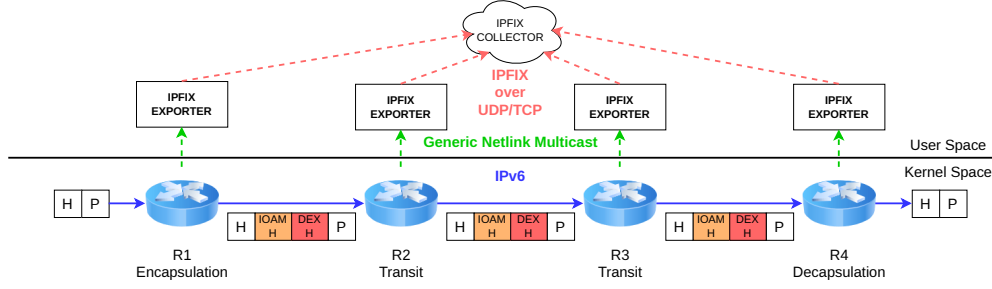 IPFIX
COLLECTOR
IPFIX
over
UDP/TCP
IPFIX
EXPORTER
IPFIX
EXPORTER
IPFIX
EXPORTER
IPFIX
EXPORTER
Generic Netlink Multicast
User Space
Kernel Space
IPv6
H P
H P
H IOAM H DEX H P
H IOAM H DEX H P
H IOAM H DEX H P
R1
Encapsulation
R2
Transit
R3
Transit
R4
Decapsulation